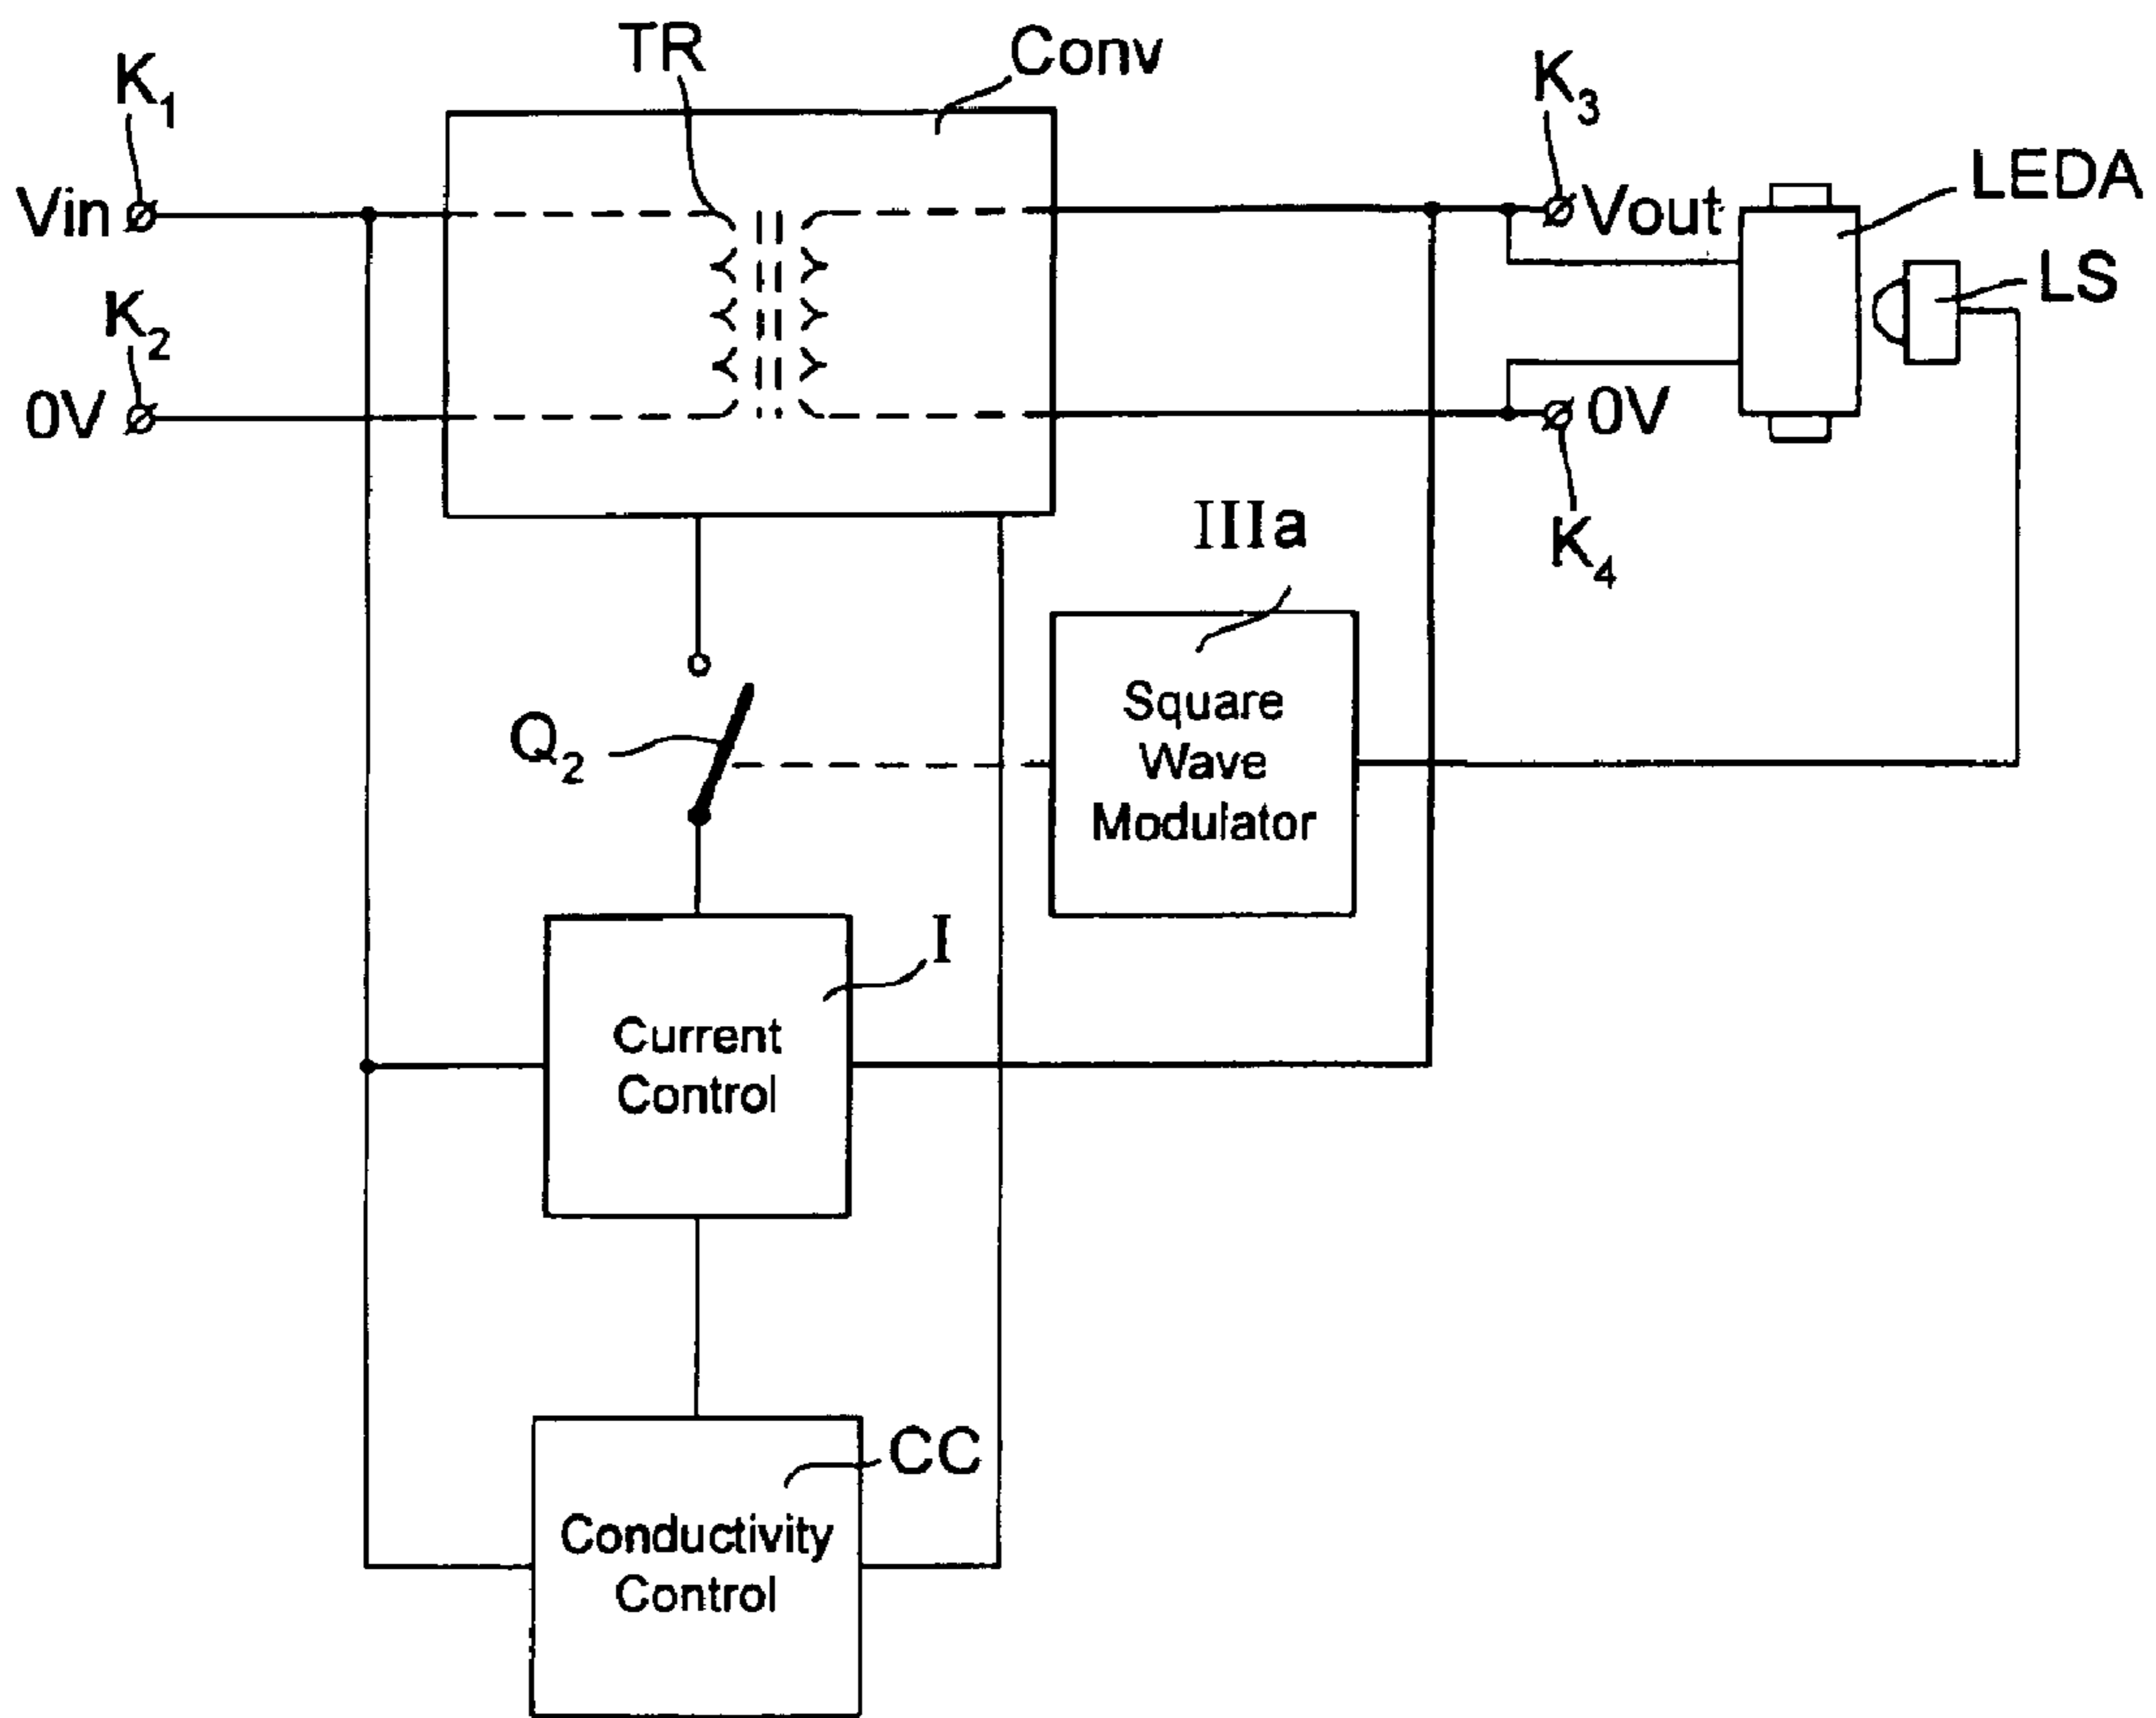 TR
Conv
K1
K3
LEDA
Vin
Vout
LS
K2
0V
0V
K4
IIIa
Square
Wave
Modulator
Q2
I
Current
Control
CC
Conductivity
Control